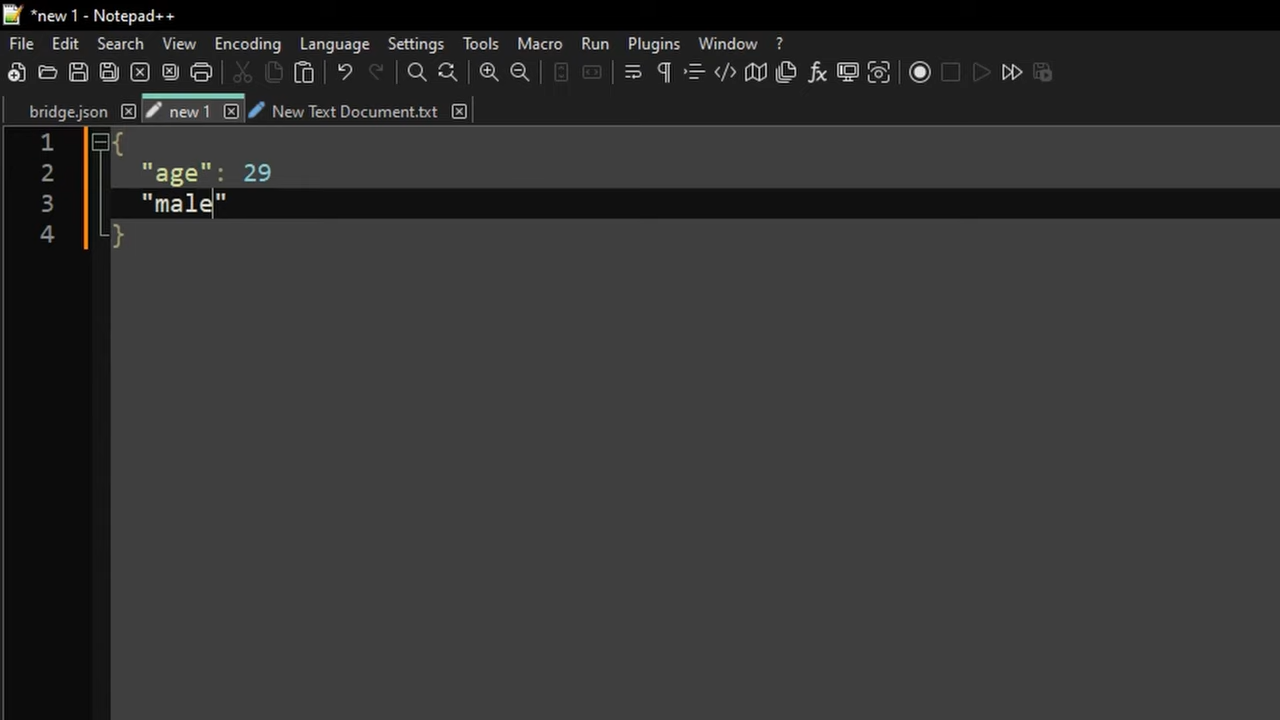 *new 1 - Notepad++
File Edit Search View Encoding Language Settings Tools Macro Run Plugins Window ?
bridge.json new 1 New Text Document.txt
1 {
2 "age": 29
3 "male"
4 }